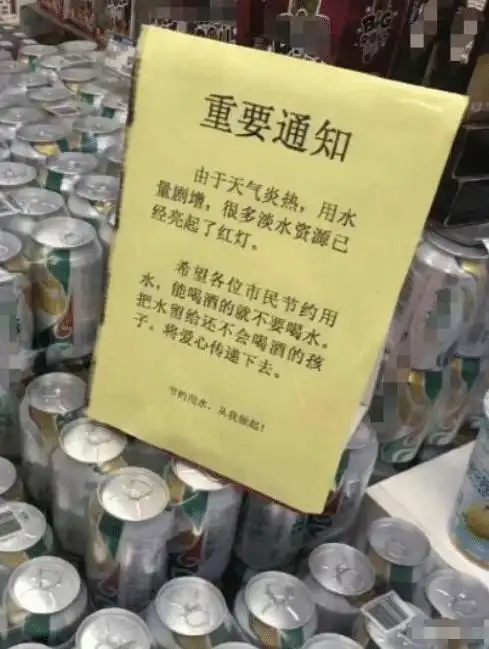 重要通知
由于天气炎热，用水
量剧增，很多淡水资源已
经亮起了红灯。
希望各位市民节约用
水，能喝酒的就不要喝水。
把水留给还不会喝酒的孩
子。将爱心传递下去。
节约用水，从我做起！